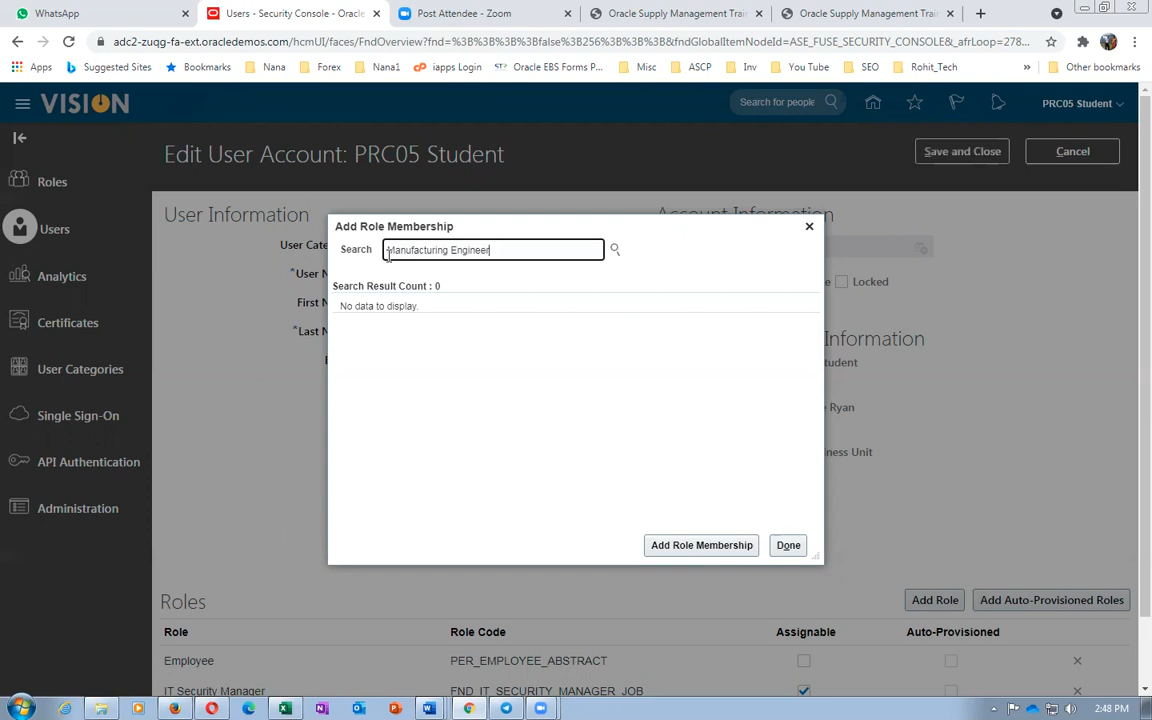 WhatsApp
Users - Security Console - Oracle
Post Attendee - Zoom
Oracle Supply Management Train
Oracle Supply Management Train
adc2-zuqg-fa-ext.oracledemos.com/hcmUI/faces/FndOverview?fnd=%3B%3B%3B%3Bfalse%3B256%3B%3B%3B&fndGlobalItemNodeId=ASE_FUSE_SECURITY_CONSOLE&_afrLoop=278...
Apps
Suggested Sites
Bookmarks
Nana
Forex
Nana1
iapps Login
Oracle EBS Forms P...
Misc
ASCP
Inv
You Tube
SEO
Rohit_Tech
»
Other bookmarks
VISION
Search for people
PRC05 Student
Edit User Account: PRC05 Student
Save and Close
Cancel
Roles
Users
Analytics
Certificates
User Categories
Single Sign-On
API Authentication
Administration
User Information
Account Information
User Cate
*User N
Locked
First N
*Last N
Information
tudent
e Ryan
ness Unit
Add Role Membership
Search
Manufacturing Engineer
Search Result Count : 0
No data to display.
Add Role Membership
Done
Roles
Add Role
Add Auto-Provisioned Roles
Role
Role Code
Assignable
Auto-Provisioned
Employee
PER_EMPLOYEE_ABSTRACT
IT Security Manager
FND_IT_SECURITY_MANAGER_JOB
2:48 PM